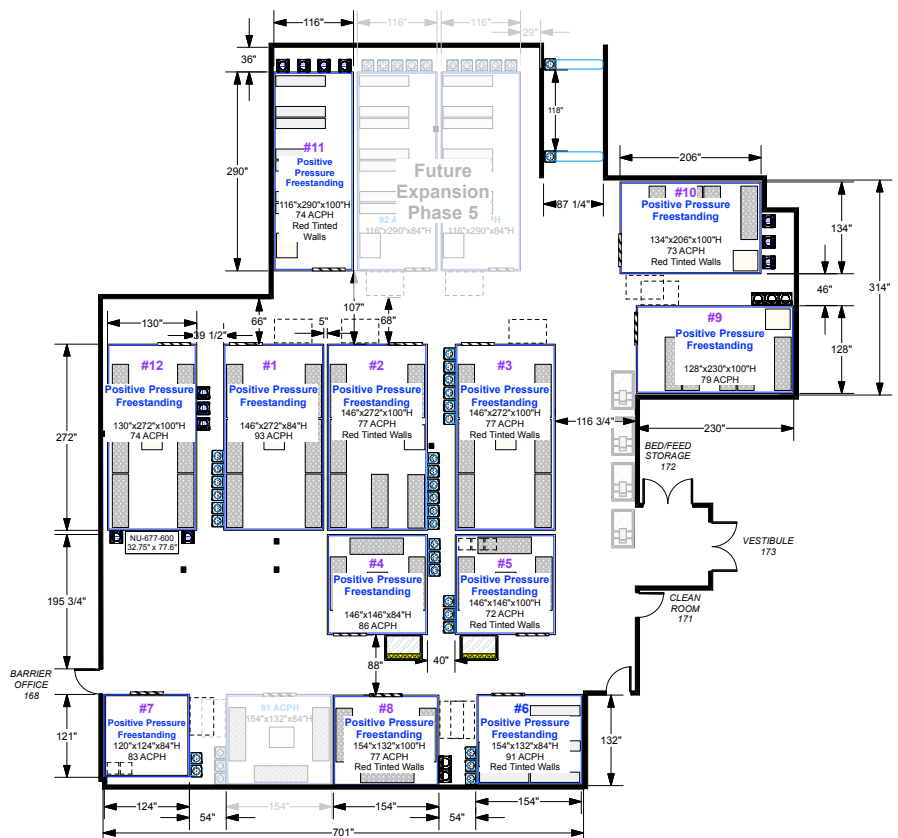 116"
116"
116"
29"
36"
118"
290"
#11
Positive
Pressure
Freestanding
116"x290"x100"H
74 ACPH
Red Tinted
Walls
Future
Expansion
Phase 5
116"x290"x84"H
116"x290"x84"H
87 1/4"
206"
#10
Positive Pressure
Freestanding
134"x206"x100"H
73 ACPH
Red Tinted Walls
134"
314"
46"
#9
Positive Pressure
Freestanding
128"x230"x100"H
79 ACPH
128"
230"
107"
66"
68"
130"
39 1/2"
5"
#12
Positive Pressure
Freestanding
130"x272"x100"H
74 ACPH
#1
Positive Pressure
Freestanding
146"x272"x84"H
93 ACPH
#2
Positive Pressure
Freestanding
146"x272"x100"H
77 ACPH
Red Tinted Walls
#3
Positive Pressure
Freestanding
146"x272"x100"H
77 ACPH
Red Tinted Walls
116 3/4"
272"
BED/FEED
STORAGE
172
NU-677-600
32.75" x 77.6"
VESTIBULE
173
#4
Positive Pressure
Freestanding
146"x146"x84"H
86 ACPH
#5
Positive Pressure
Freestanding
146"x146"x100"H
72 ACPH
Red Tinted Walls
195 3/4"
CLEAN
ROOM
171
88"
40"
BARRIER
OFFICE
168
#7
Positive Pressure
Freestanding
120"x124"x84"H
83 ACPH
91 ACPH
154"x132"x84"H
#8
Positive Pressure
Freestanding
154"x132"x100"H
77 ACPH
Red Tinted Walls
#6
Positive Pressure
Freestanding
154"x132"x84"H
91 ACPH
Red Tinted Walls
121"
132"
124"
54"
154"
154"
54"
154"
701"